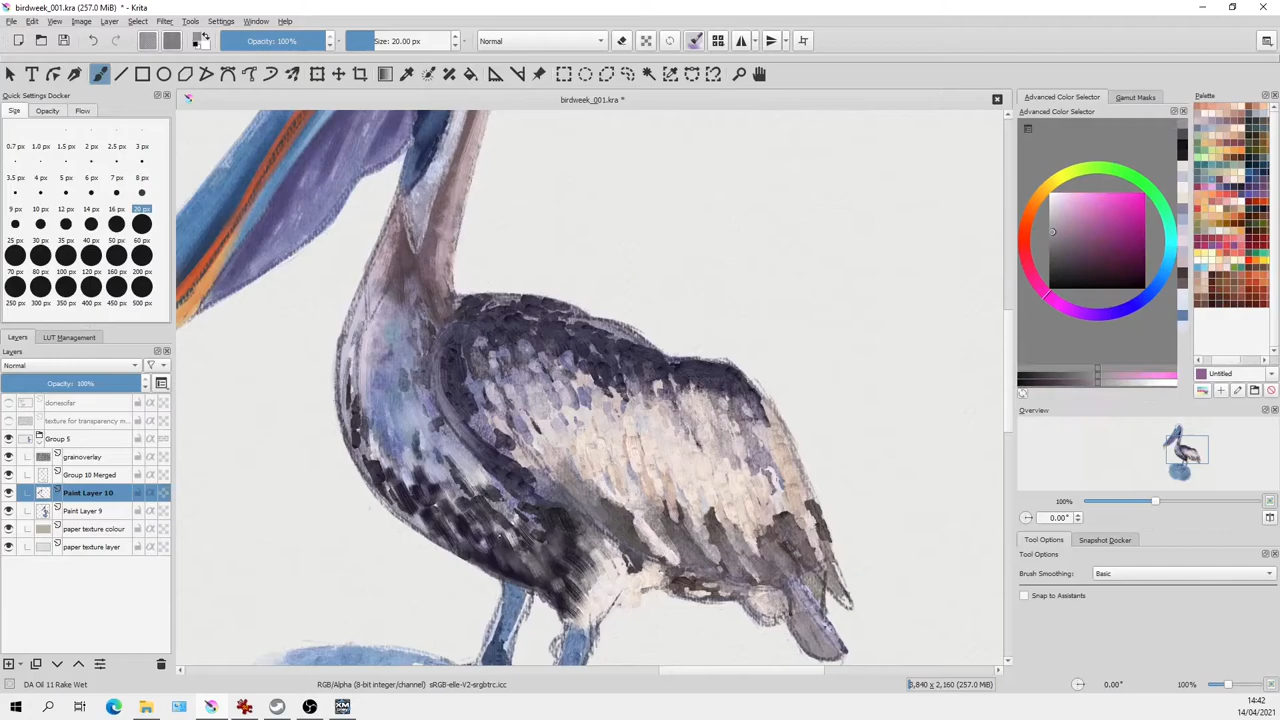 birdweek_001.kra (257.0 MiB) * - Krita
File Edit View Image Layer Select Filter Tools Settings Window Help
Opacity: 100% Size: 20.00 px Normal
Quick Settings Docker
birdweek_001.kra *
Advanced Color Selector Gamut Masks
Palette
Size Opacity Flow
Advanced Color Selector
0.7 px 1.0 px 1.5 px 2 px 2.5 px 3 px
3.5 px 4 px 5 px 6 px 7 px 8 px
9 px 10 px 12 px 14 px 16 px 20 px
25 px 30 px 35 px 40 px 50 px 60 px
70 px 80 px 100 px 120 px 160 px 200 px
250 px 300 px 350 px 400 px 450 px 500 px
Layers LUT Management
Layers
Normal
Opacity: 100%
donesofar
texture for transparency m...
Group 5
grainoverlay
Group 10 Merged
Paint Layer 10
Paint Layer 9
paper texture colour
paper texture layer
Untitled
Overview
100%
0.00°
Tool Options Snapshot Docker
Tool Options
Brush Smoothing: Basic
Snap to Assistants
DA Oil 11 Rake Wet
RGB/Alpha (8-bit integer/channel) sRGB-elle-V2-srgbtrc.icc
3,840 x 2,160 (257.0 MiB)
0.00°
100%
14:42
14/04/2021